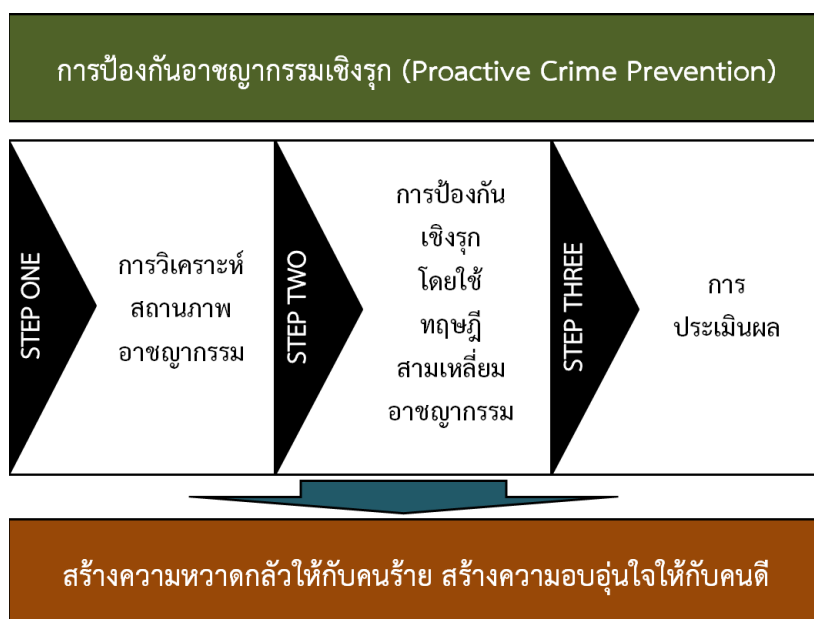 การป้องกันอาชญากรรมเชิงรุก (Proactive Crime Prevention)
STEP ONE
การวิเคราะห์
สถานภาพ
อาชญากรรม
STEP TWO
การป้องกัน
เชิงรุก
โดยใช้
ทฤษฎี
สามเหลี่ยม
อาชญากรรม
STEP THREE
การ
ประเมินผล
สร้างความหวาดกลัวให้กับคนร้าย สร้างความอบอุ่นใจให้กับคนดี